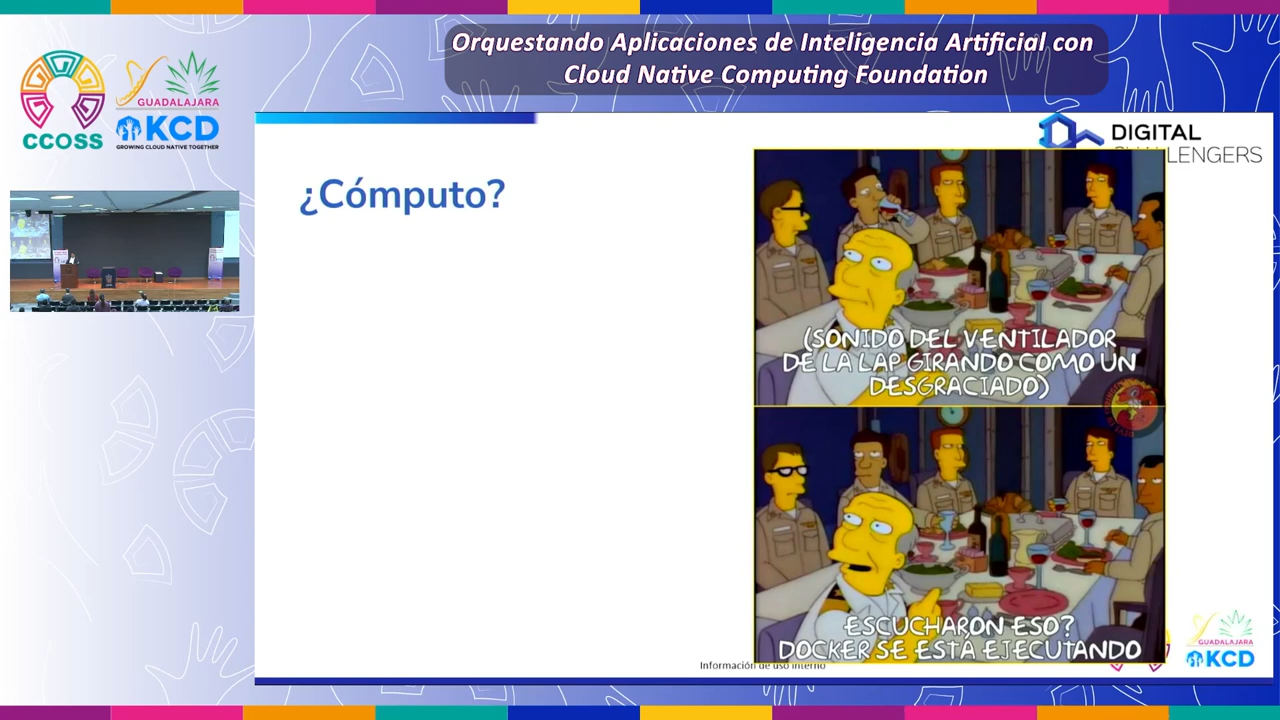 Orquestando Aplicaciones de Inteligencia Artificial con
Cloud Native Computing Foundation
CCOSS
GUADALAJARA
KCD
GROWING CLOUD NATIVE TOGETHER
DIGITAL
LENGERS
¿Cómputo?
(SONIDO DEL VENTILADOR
DE LA LAP GIRANDO COMO UN
DESGRACIADO)
ESCUCHARON ESO?
DOCKER SE ESTA EJECUTANDO
Información de uso interno
GUADALAJARA
KCD